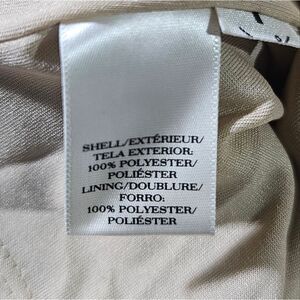 SHELL/EXTÉRIEUR/
TELA EXTERIOR:
100% POLYESTER/
POLIÉSTER
LINING/DOUBLURE/
FORRO:
100% POLYESTER/
POLIÉSTER